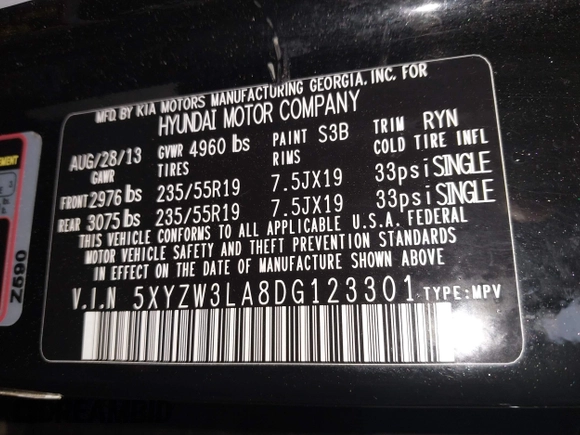 MFD. BY KIA MOTORS MANUFACTURING GEORGIA, INC. FOR
HYUNDAI MOTOR COMPANY
AUG/28/13 GVWR 4960 lbs PAINT S3B TRIM RYN
GAWR TIRES RIMS COLD TIRE INFL
FRONT 2976 lbs 235/55R19 7.5JX19 33psi SINGLE
REAR 3075 lbs 235/55R19 7.5JX19 33psi SINGLE
THIS VEHICLE CONFORMS TO ALL APPLICABLE U.S.A. FEDERAL
MOTOR VEHICLE SAFETY AND THEFT PREVENTION STANDARDS
IN EFFECT ON THE DATE OF MANUFACTURE SHOWN ABOVE
V.I.N 5XYZW3LA8DG123301 TYPE:MPV
EMENT
Z590